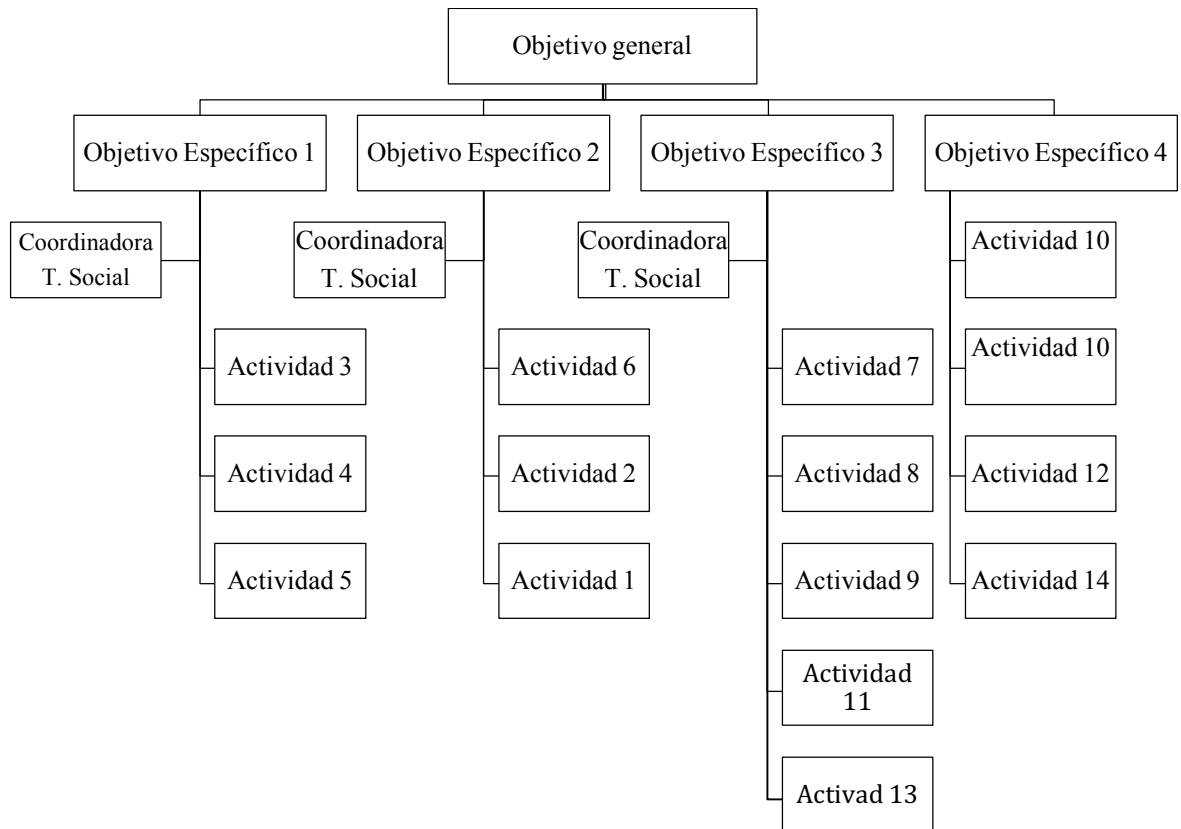 Objetivo general
Objetivo Específico 1
Objetivo Específico 2
Objetivo Específico 3
Objetivo Específico 4
Coordinadora
T. Social
Coordinadora
T. Social
Coordinadora
T. Social
Actividad 10
Actividad 3
Actividad 6
Actividad 7
Actividad 10
Actividad 4
Actividad 2
Actividad 8
Actividad 12
Actividad 5
Actividad 1
Actividad 9
Actividad 14
Actividad
11
Activad 13